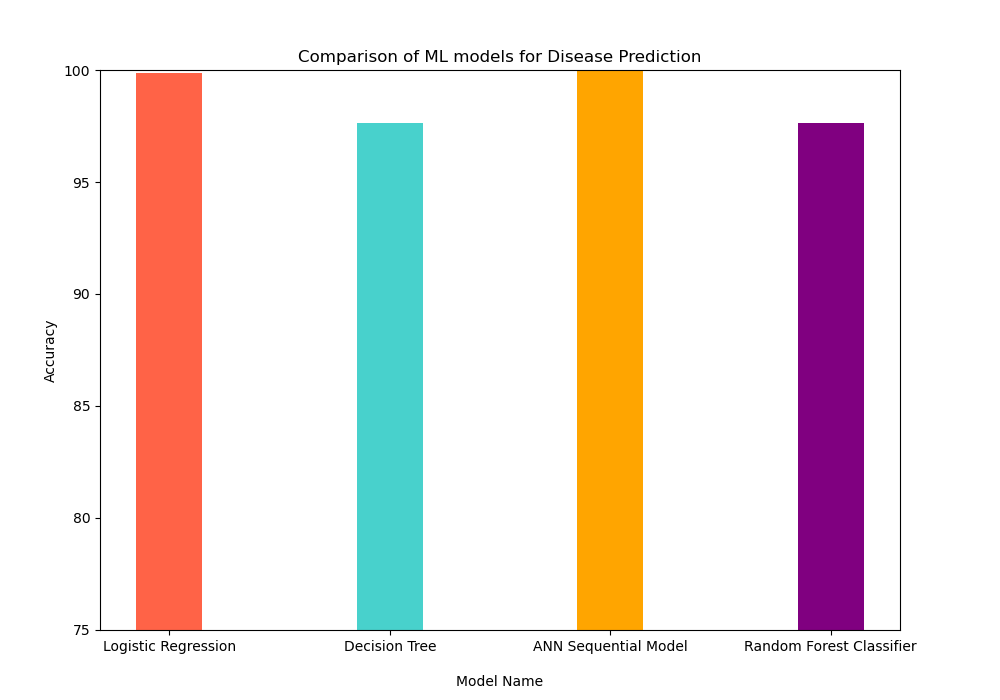 Comparison of ML models for Disease Prediction
100
95
90
85
80
75
Accuracy
Logistic Regression
Decision Tree
ANN Sequential Model
Random Forest Classifier
Model Name